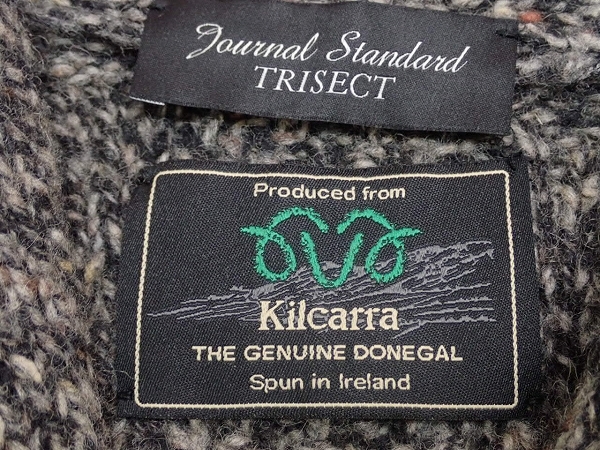 Journal Standard
TRISECT
Produced from
Kilcarra
THE GENUINE DONEGAL
Spun in Ireland